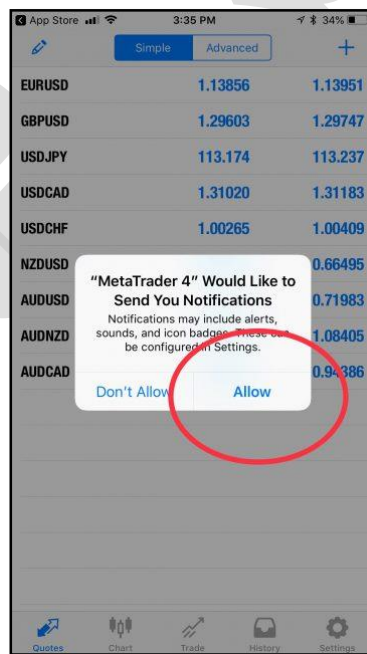 App Store 3:35 PM 34%
Simple Advanced
EURUSD 1.13856 1.13951
GBPUSD 1.29603 1.29747
USDJPY 113.174 113.237
USDCAD 1.31020 1.31183
USDCHF 1.00265 1.00409
NZDUSD 0.66495
AUDUSD 0.71983
AUDNZD 1.08405
AUDCAD 0.94386
“MetaTrader 4” Would Like to
Send You Notifications
Notifications may include alerts,
sounds, and icon badges. These can
be configured in Settings.
Don't Allow Allow
Quotes Chart Trade History Settings